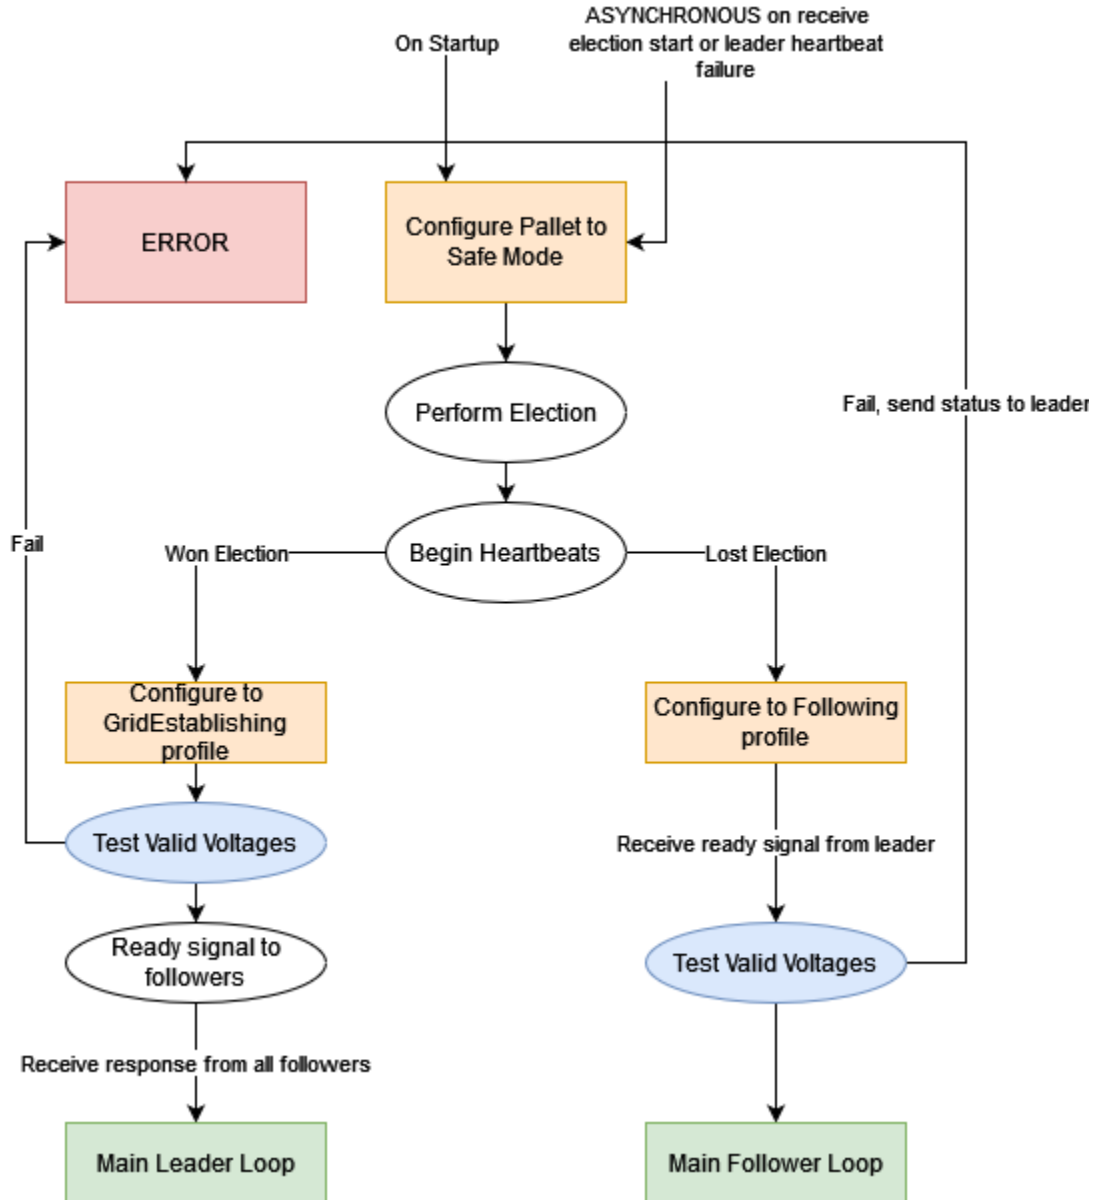 ASYNCHRONOUS on receive
election start or leader heartbeat
failure
On Startup
ERROR
Configure Pallet to
Safe Mode
Perform Election
Fail, send status to leader
Fail
Won Election
Begin Heartbeats
Lost Election
Configure to
GridEstablishing
profile
Configure to Following
profile
Test Valid Voltages
Receive ready signal from leader
Ready signal to
followers
Test Valid Voltages
Receive response from all followers
Main Leader Loop
Main Follower Loop